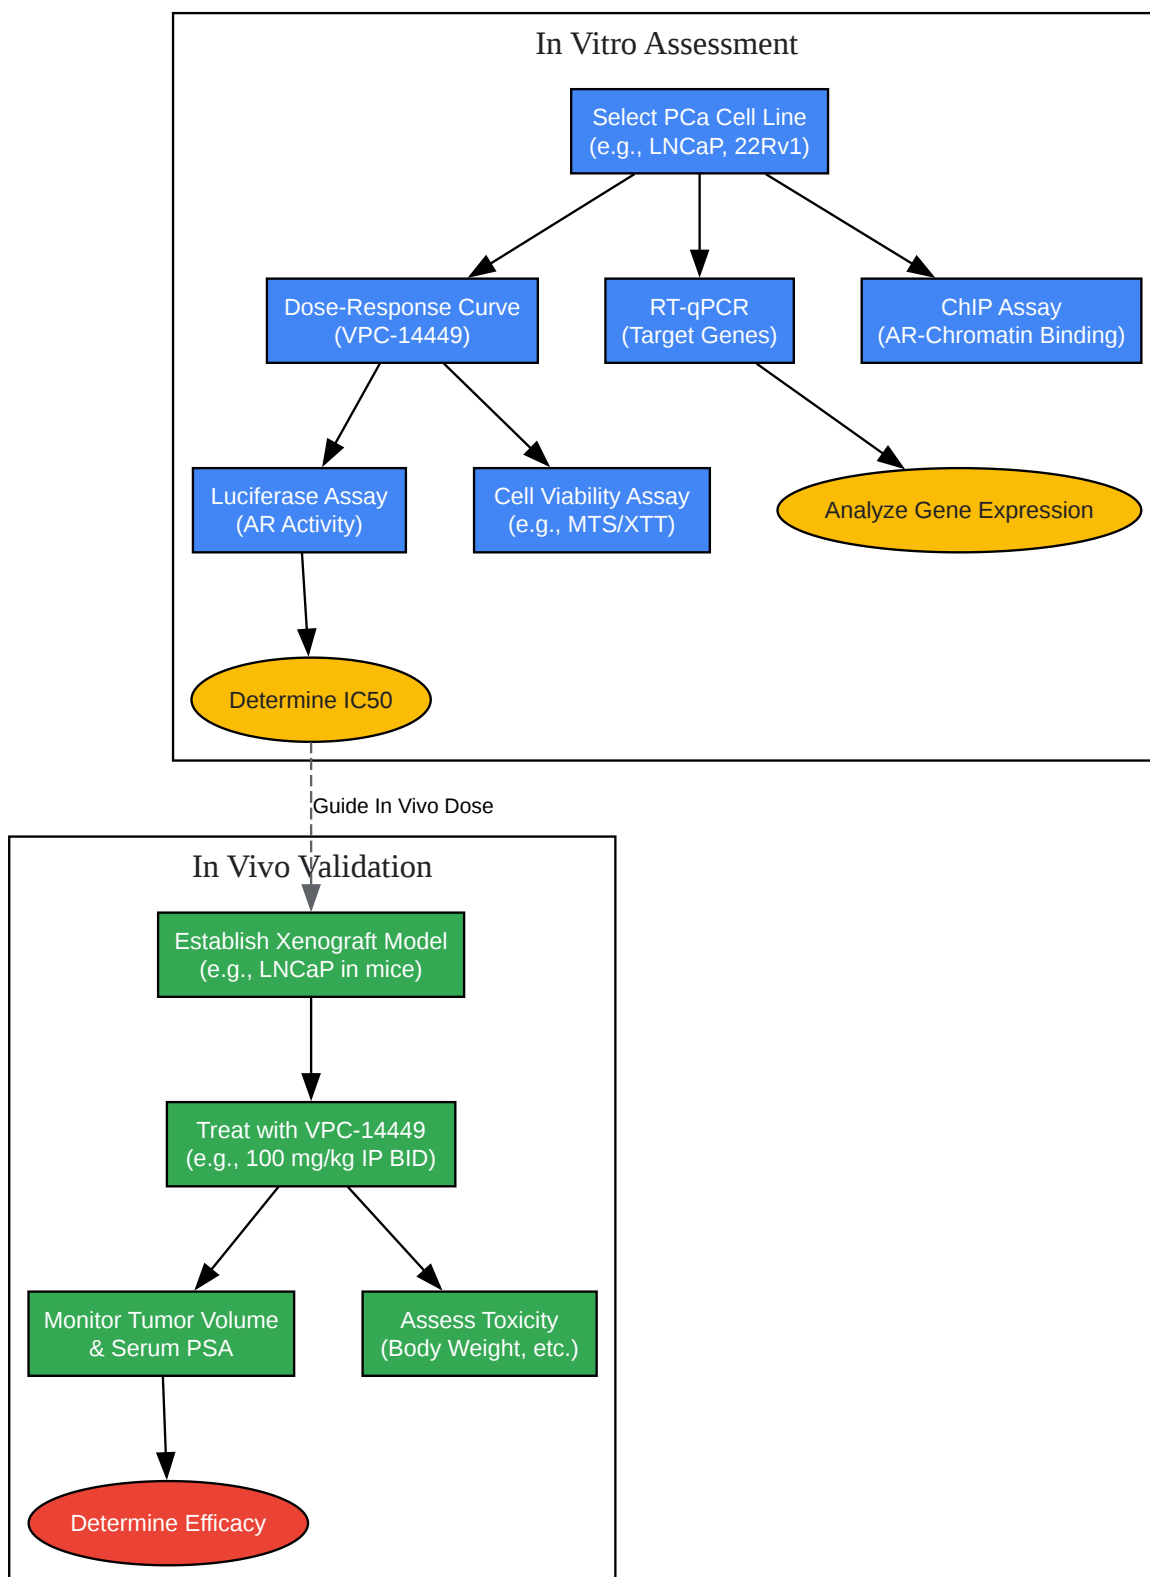 In Vitro Assessment
Select PCa Cell Line
(e.g., LNCaP, 22Rv1)
Dose-Response Curve
(VPC-14449)
RT-qPCR
(Target Genes)
ChIP Assay
(AR-Chromatin Binding)
Luciferase Assay
(AR Activity)
Cell Viability Assay
(e.g., MTS/XTT)
Analyze Gene Expression
Determine IC50
Guide In Vivo Dose
In Vivo Validation
Establish Xenograft Model
(e.g., LNCaP in mice)
Treat with VPC-14449
(e.g., 100 mg/kg IP BID)
Monitor Tumor Volume
& Serum PSA
Assess Toxicity
(Body Weight, etc.)
Determine Efficacy